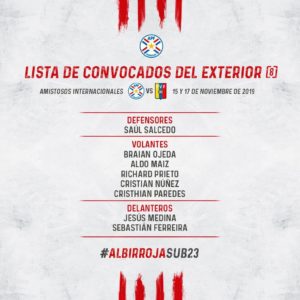 LISTA DE CONVOCADOS DEL EXTERIOR [8]
AMISTOSOS INTERNACIONALES VS 15 Y 17 DE NOVIEMBRE DE 2019
DEFENSORES
SAÚL SALCEDO
VOLANTES
BRAIAN OJEDA
ALDO MAIZ
RICHARD PRIETO
CRISTIAN NÚÑEZ
CRISTHIAN PAREDES
DELANTEROS
JESÚS MEDINA
SEBASTIÁN FERREIRA
#ALBIRROJASUB23